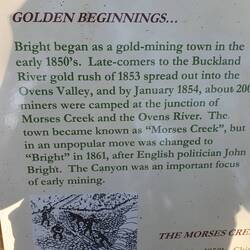 GOLDEN BEGINNINGS...
Bright began as a gold-mining town in the
early 1850's. Late-comers to the Buckland
River gold rush of 1853 spread out into the
Ovens Valley, and by January 1854, about 200
miners were camped at the junction of
Morses Creek and the Ovens River. The
town became known as "Morses Creek", but
in an unpopular move was changed to
"Bright" in 1861, after English politician John
Bright. The Canyon was an important focus
of early mining.
THE MORSES CRE